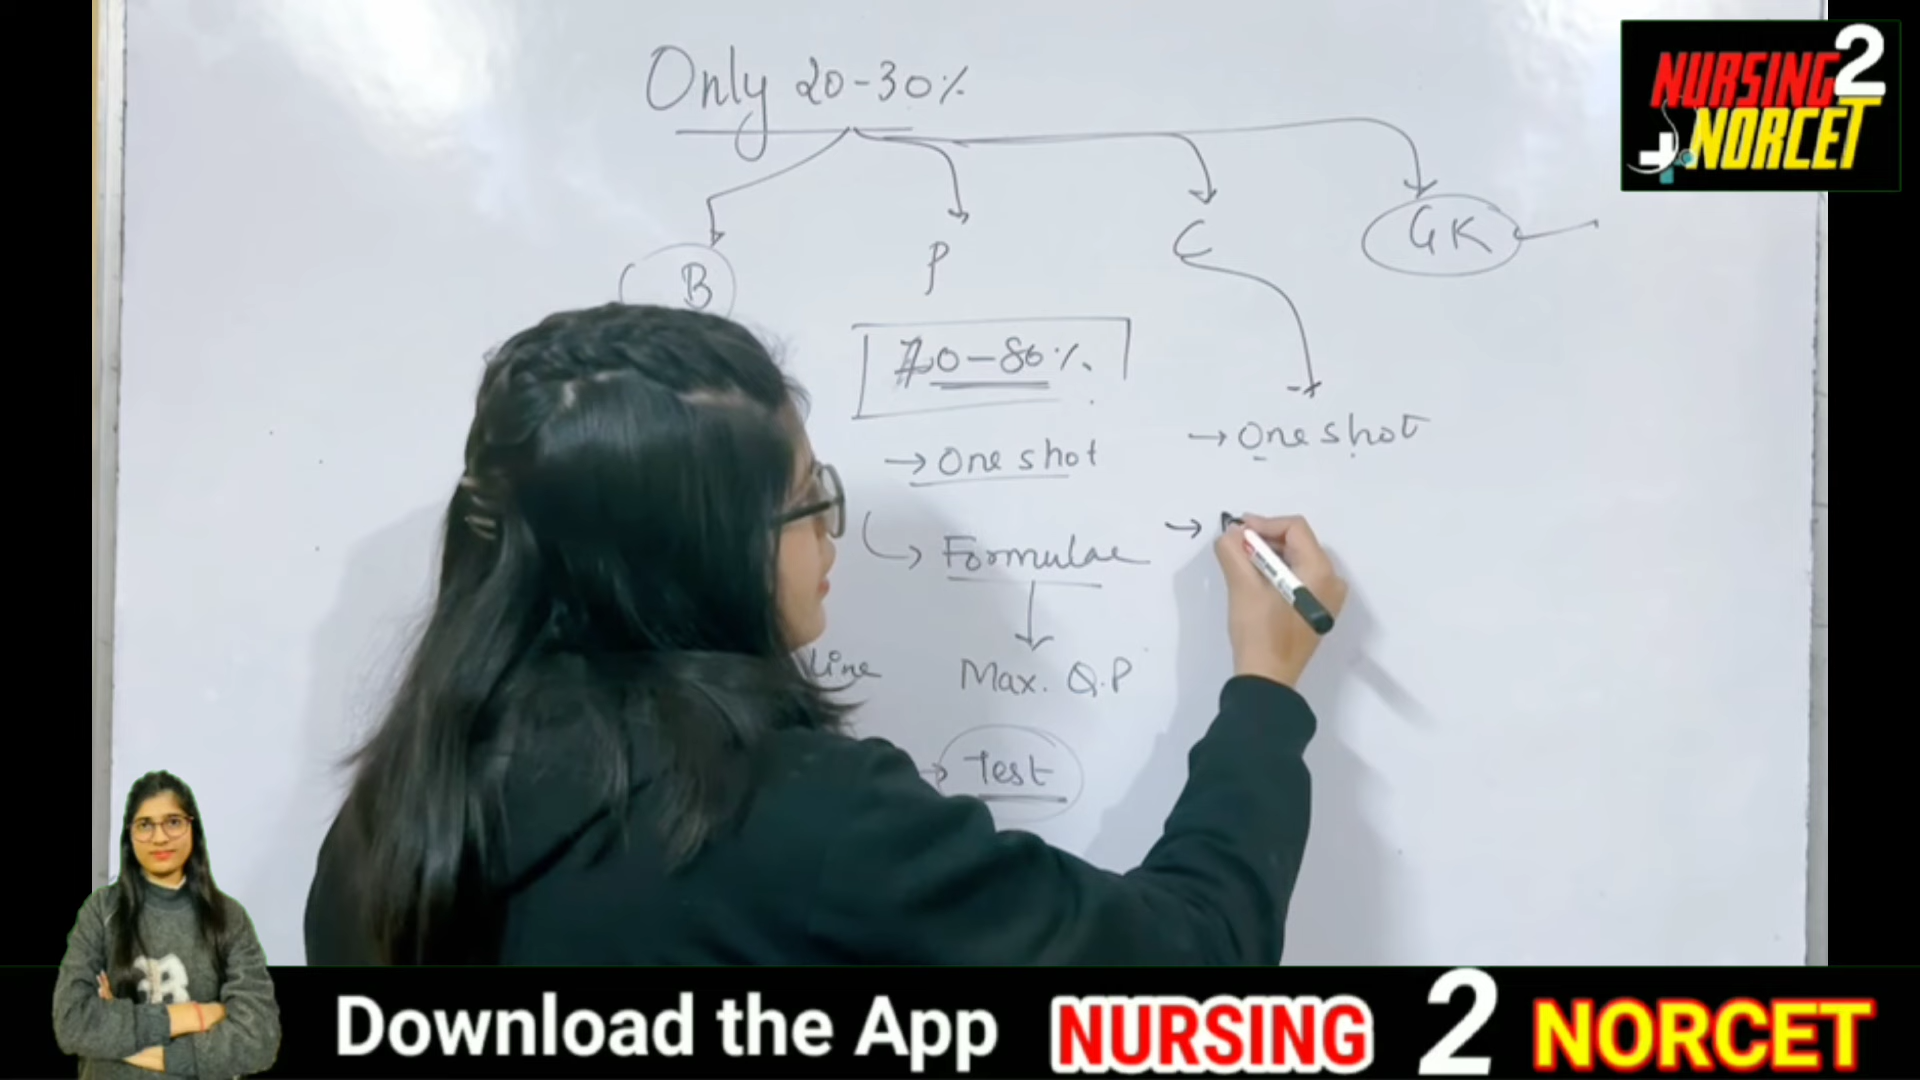 Only 20-30%
NURSING 2
NORCET
B
P
C
GK
70-80%
→ One shot
→ One shot
→ Formulae
→
line
Max. Q.P
→ Test
Download the App NURSING 2 NORCET